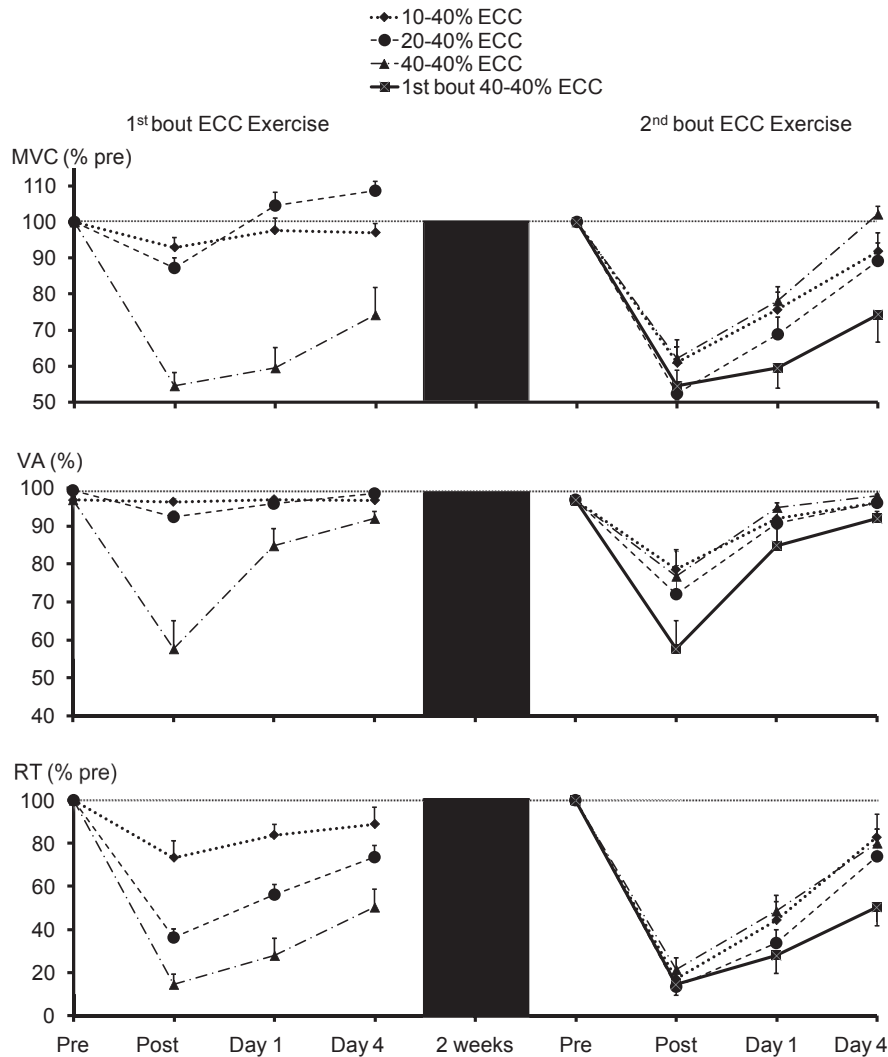 10-40% ECC
20-40% ECC
40-40% ECC
1st bout 40-40% ECC
1st bout ECC Exercise
2nd bout ECC Exercise
MVC (% pre)
110
100
90
80
70
60
50
VA (%)
100
90
80
70
60
50
40
RT (% pre)
100
80
60
40
20
0
Pre Post Day 1 Day 4 2 weeks Pre Post Day 1 Day 4